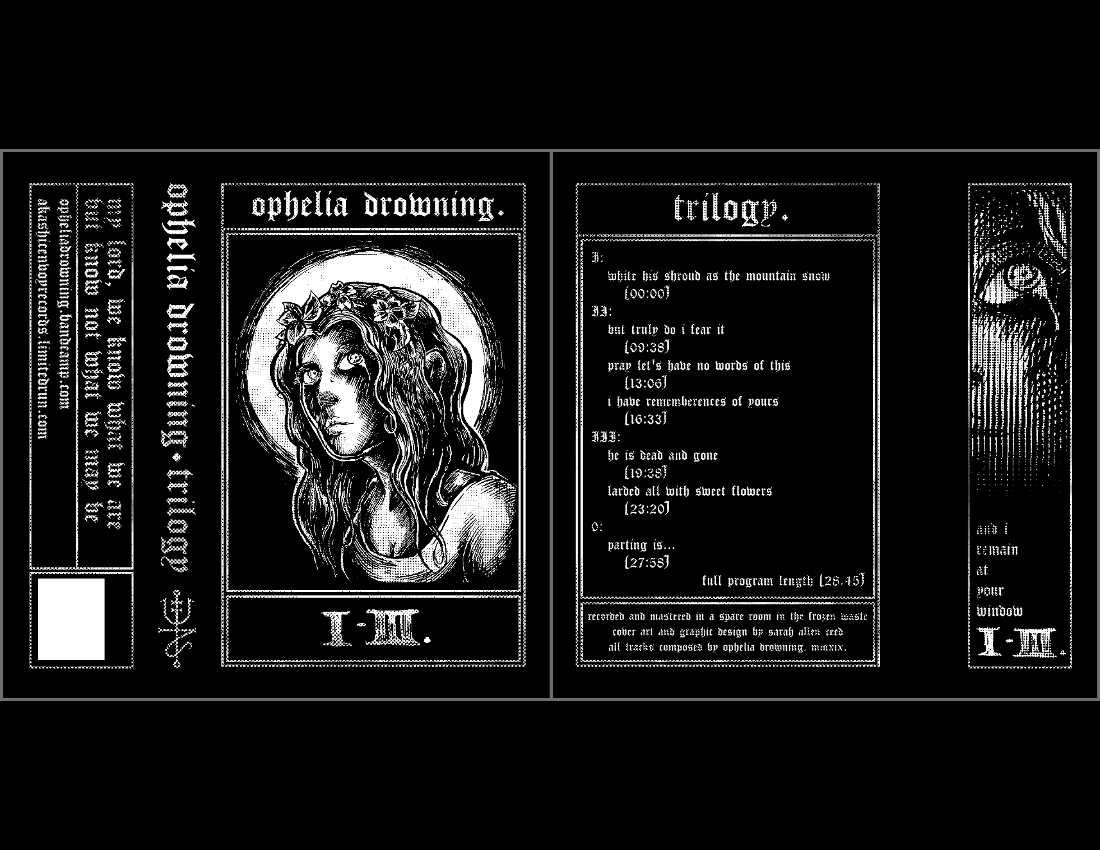 my lord, we know what we are
but know not what we may be
opheliadrowning.bandcamp.com
akashicenvoyrecords.limitedrun.com
ophelia drowning • trilogy
ophelia drowning.
I-III.
trilogy.
I:
white his shroud as the mountain snow
[00:00]
II:
but truly do i fear it
[09:38]
pray let's have no words of this
[13:06]
i have rememberences of yours
[16:33]
III:
he is dead and gone
[19:38]
larded all with sweet flowers
[23:20]
0:
parting is...
[27:58]
full program length [28.45]
recorded and mastered in a spare room in the frozen waste
cover art and graphic design by sarah allen reed
all tracks composed by ophelia drowning. mmxix.
and i
remain
at
your
window
I-III.